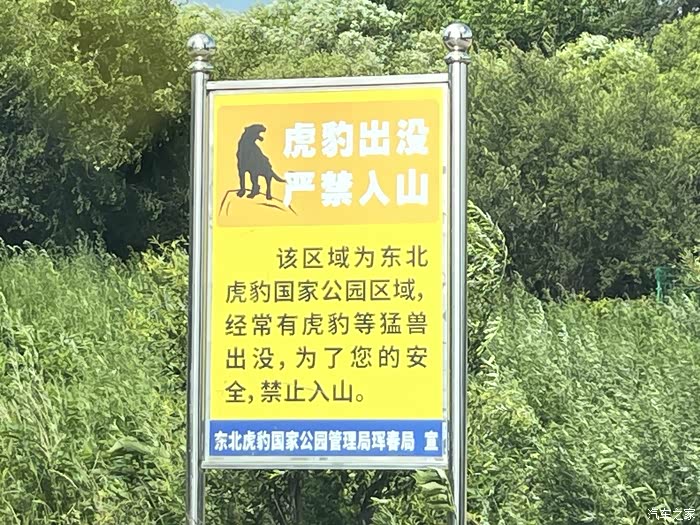 虎豹出没
严禁入山
该区域为东北
虎豹国家公园区域，
经常有虎豹等猛兽
出没，为了您的安
全，禁止入山。
东北虎豹国家公园管理局珲春局 宣
汽车之家